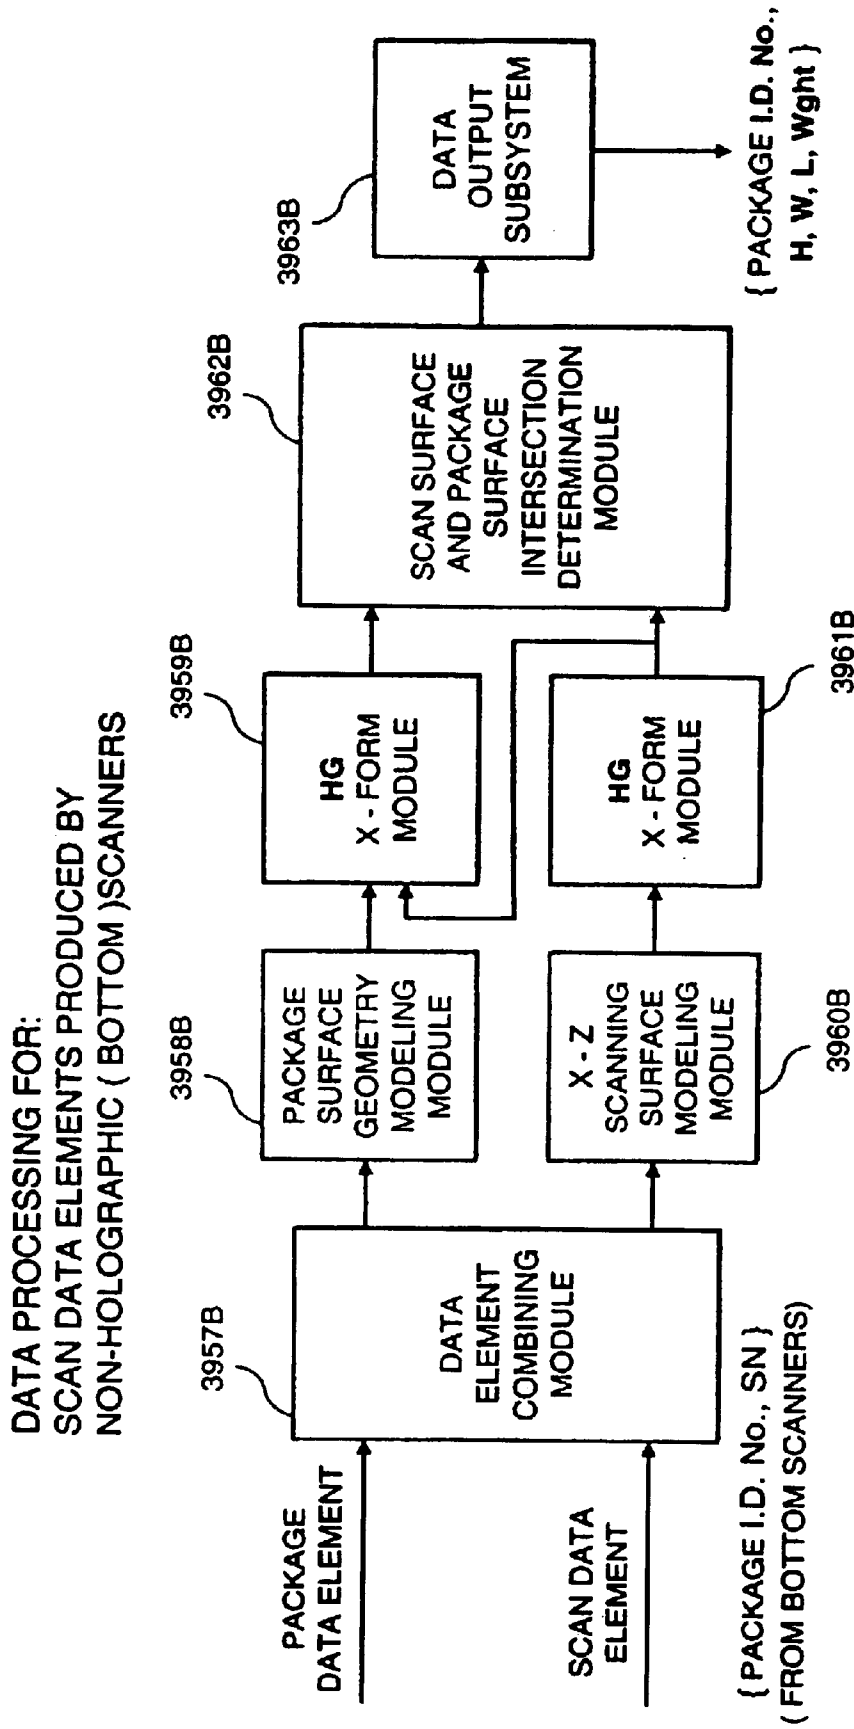 DATA PROCESSING FOR:
SCAN DATA ELEMENTS PRODUCED BY
NON-HOLOGRAPHIC ( BOTTOM )SCANNERS
PACKAGE
DATA ELEMENT
SCAN DATA
ELEMENT
{ PACKAGE I.D. No., SN }
( FROM BOTTOM SCANNERS)
3957B
DATA
ELEMENT
COMBINING
MODULE
3958B
PACKAGE
SURFACE
GEOMETRY
MODELING
MODULE
X - Z
SCANNING
SURFACE
MODELING
MODULE
3960B
3959B
HG
X - FORM
MODULE
HG
X - FORM
MODULE
3961B
3962B
SCAN SURFACE
AND PACKAGE
SURFACE
INTERSECTION
DETERMINATION
MODULE
3963B
DATA
OUTPUT
SUBSYSTEM
{ PACKAGE I.D. No.,
H, W, L, Wght }